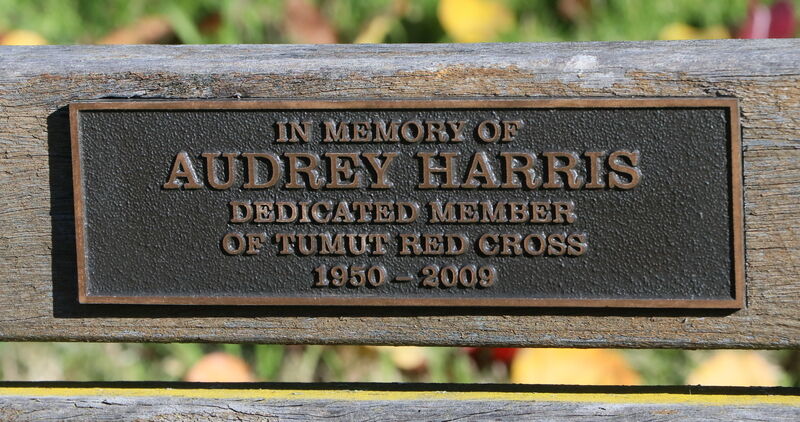 IN MEMORY OF
AUDREY HARRIS
DEDICATED MEMBER
OF TUMUT RED CROSS
1950 – 2009